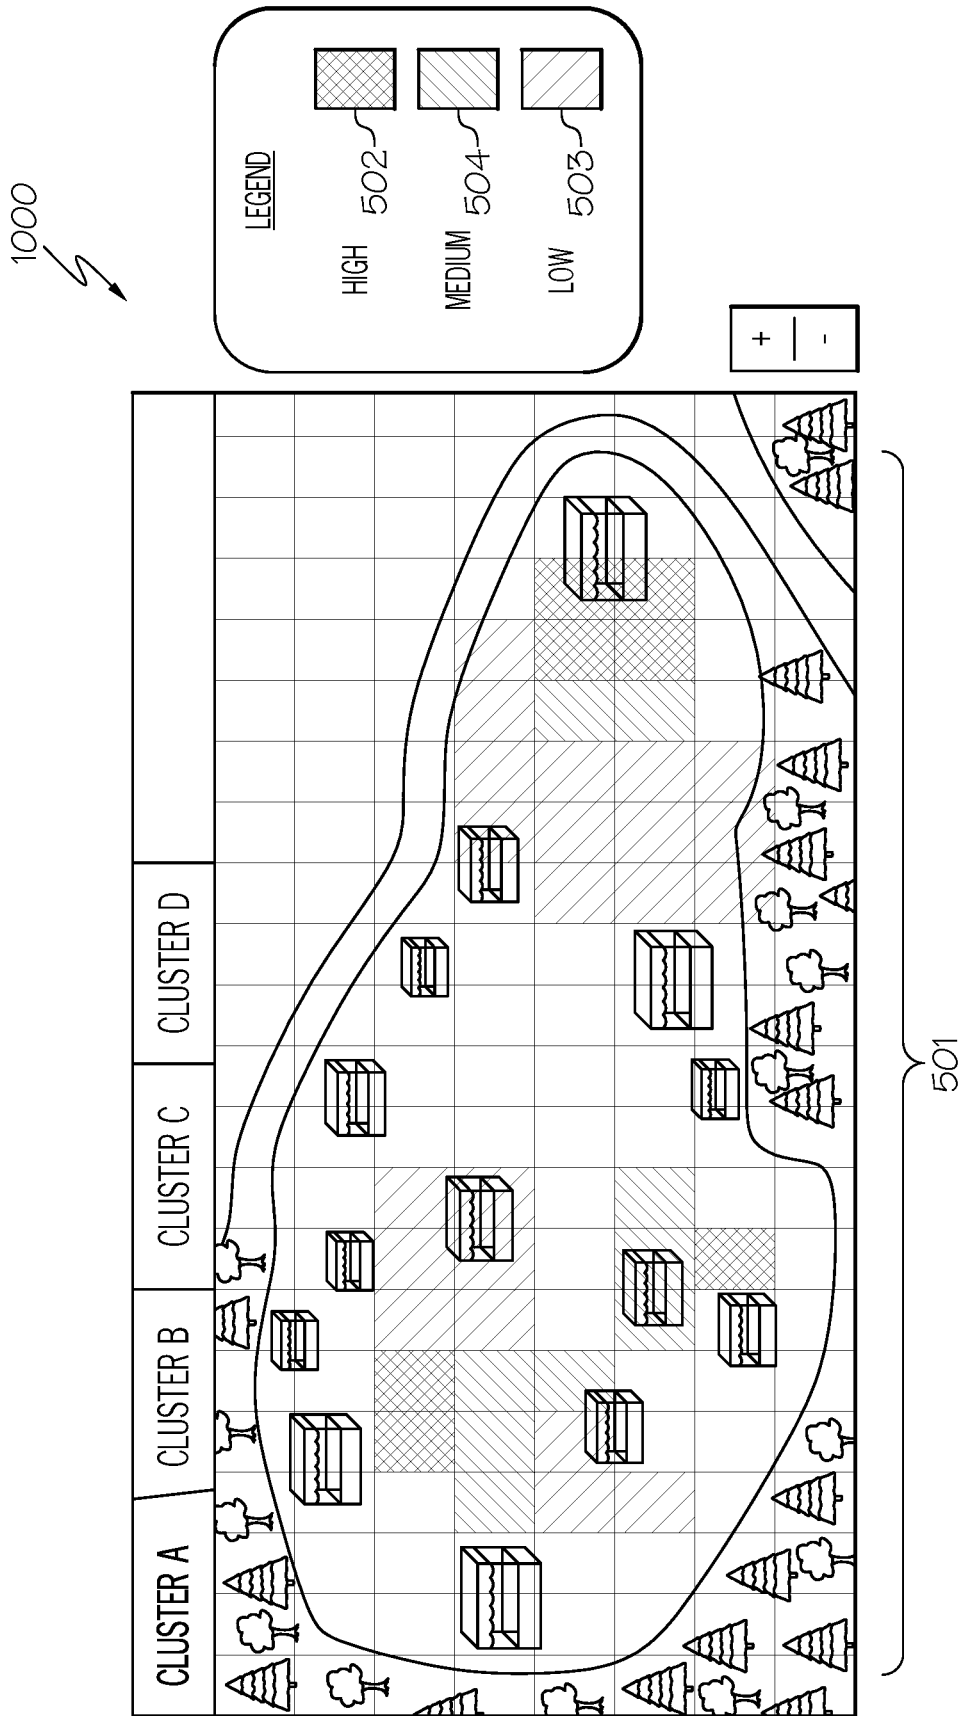 1000
CLUSTER A
CLUSTER B
CLUSTER C
CLUSTER D
LEGEND
HIGH
502
MEDIUM
504
LOW
503
+
-
501